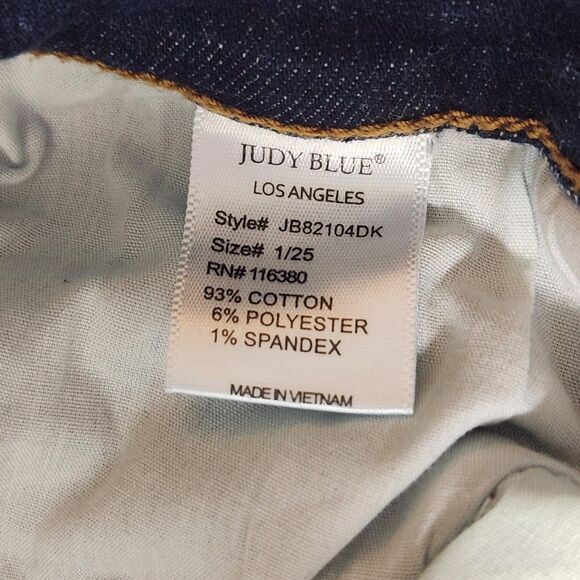 JUDY BLUE®
LOS ANGELES
Style# JB82104DK
Size# 1/25
RN# 116380
93% COTTON
6% POLYESTER
1% SPANDEX
MADE IN VIETNAM